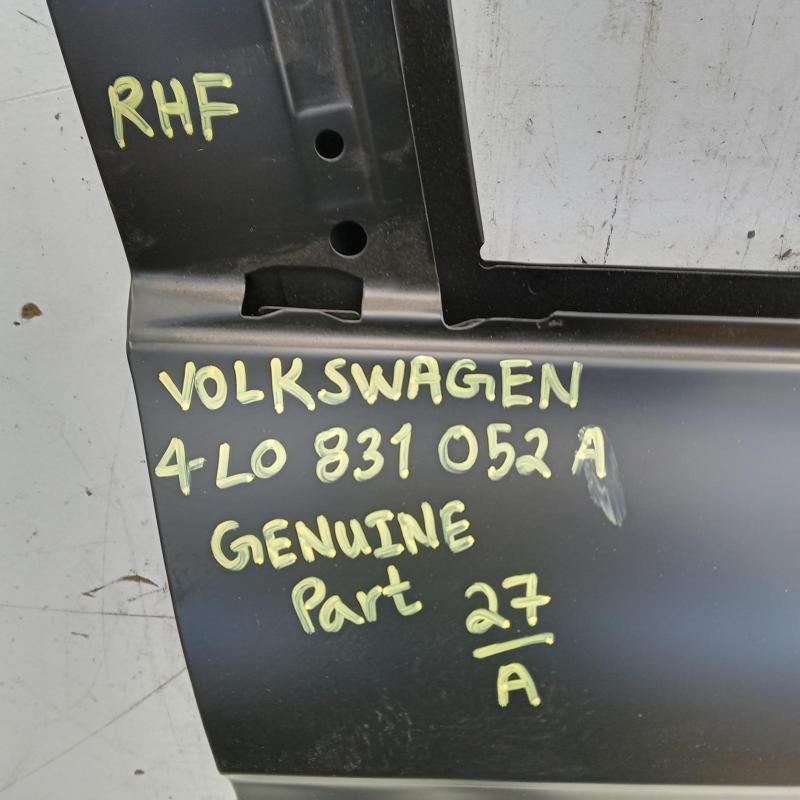 RHF
VOLKSWAGEN
4L0 831 052 A
GENUINE
Part
27
A